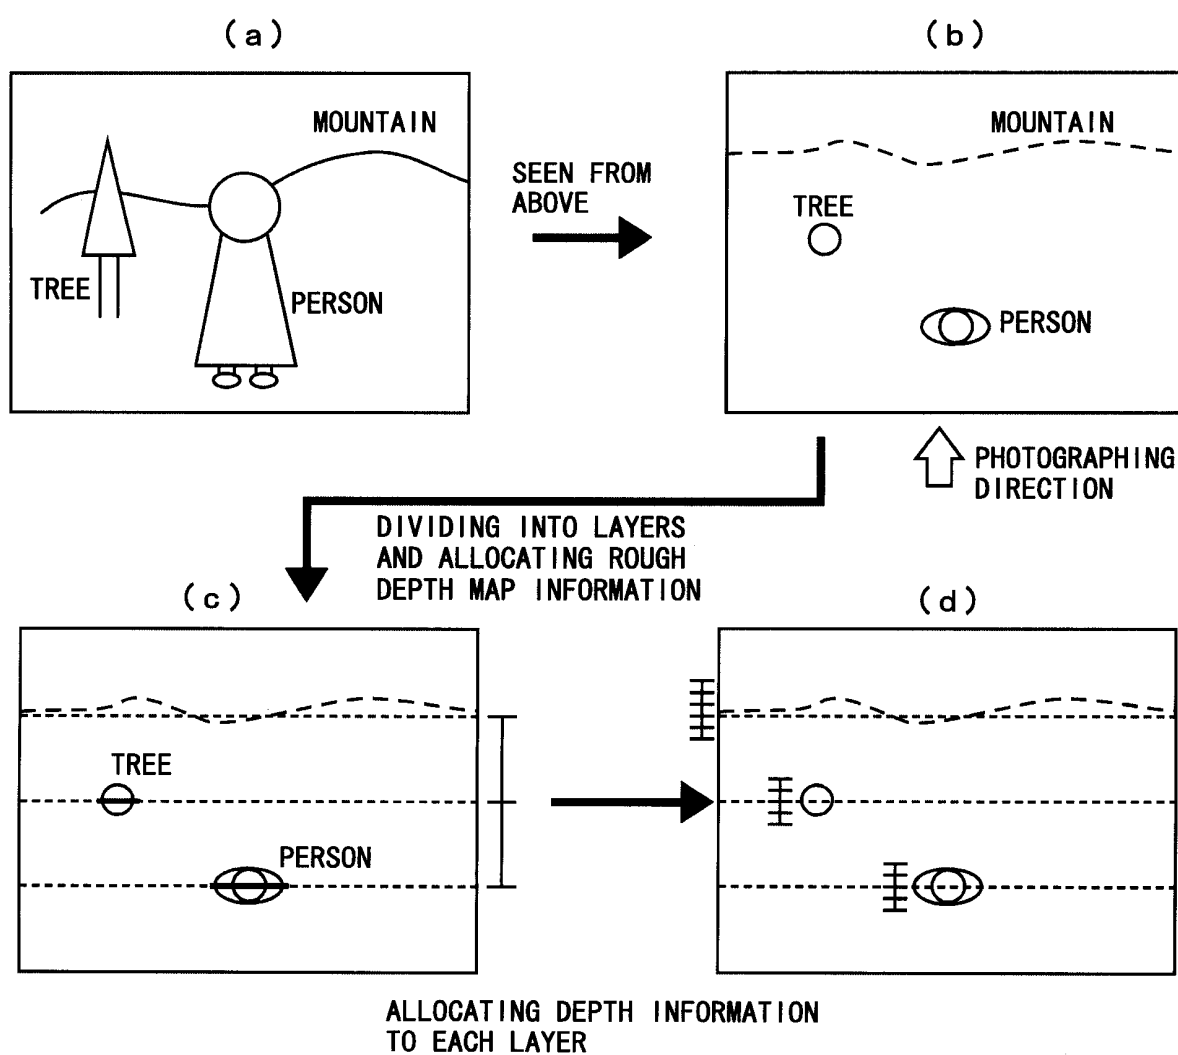 (a)
MOUNTAIN
TREE
PERSON
SEEN FROM
ABOVE
(b)
MOUNTAIN
TREE
PERSON
PHOTOGRAPHING
DIRECTION
DIVIDING INTO LAYERS
AND ALLOCATING ROUGH
DEPTH MAP INFORMATION
(c)
TREE
PERSON
(d)
ALLOCATING DEPTH INFORMATION
TO EACH LAYER